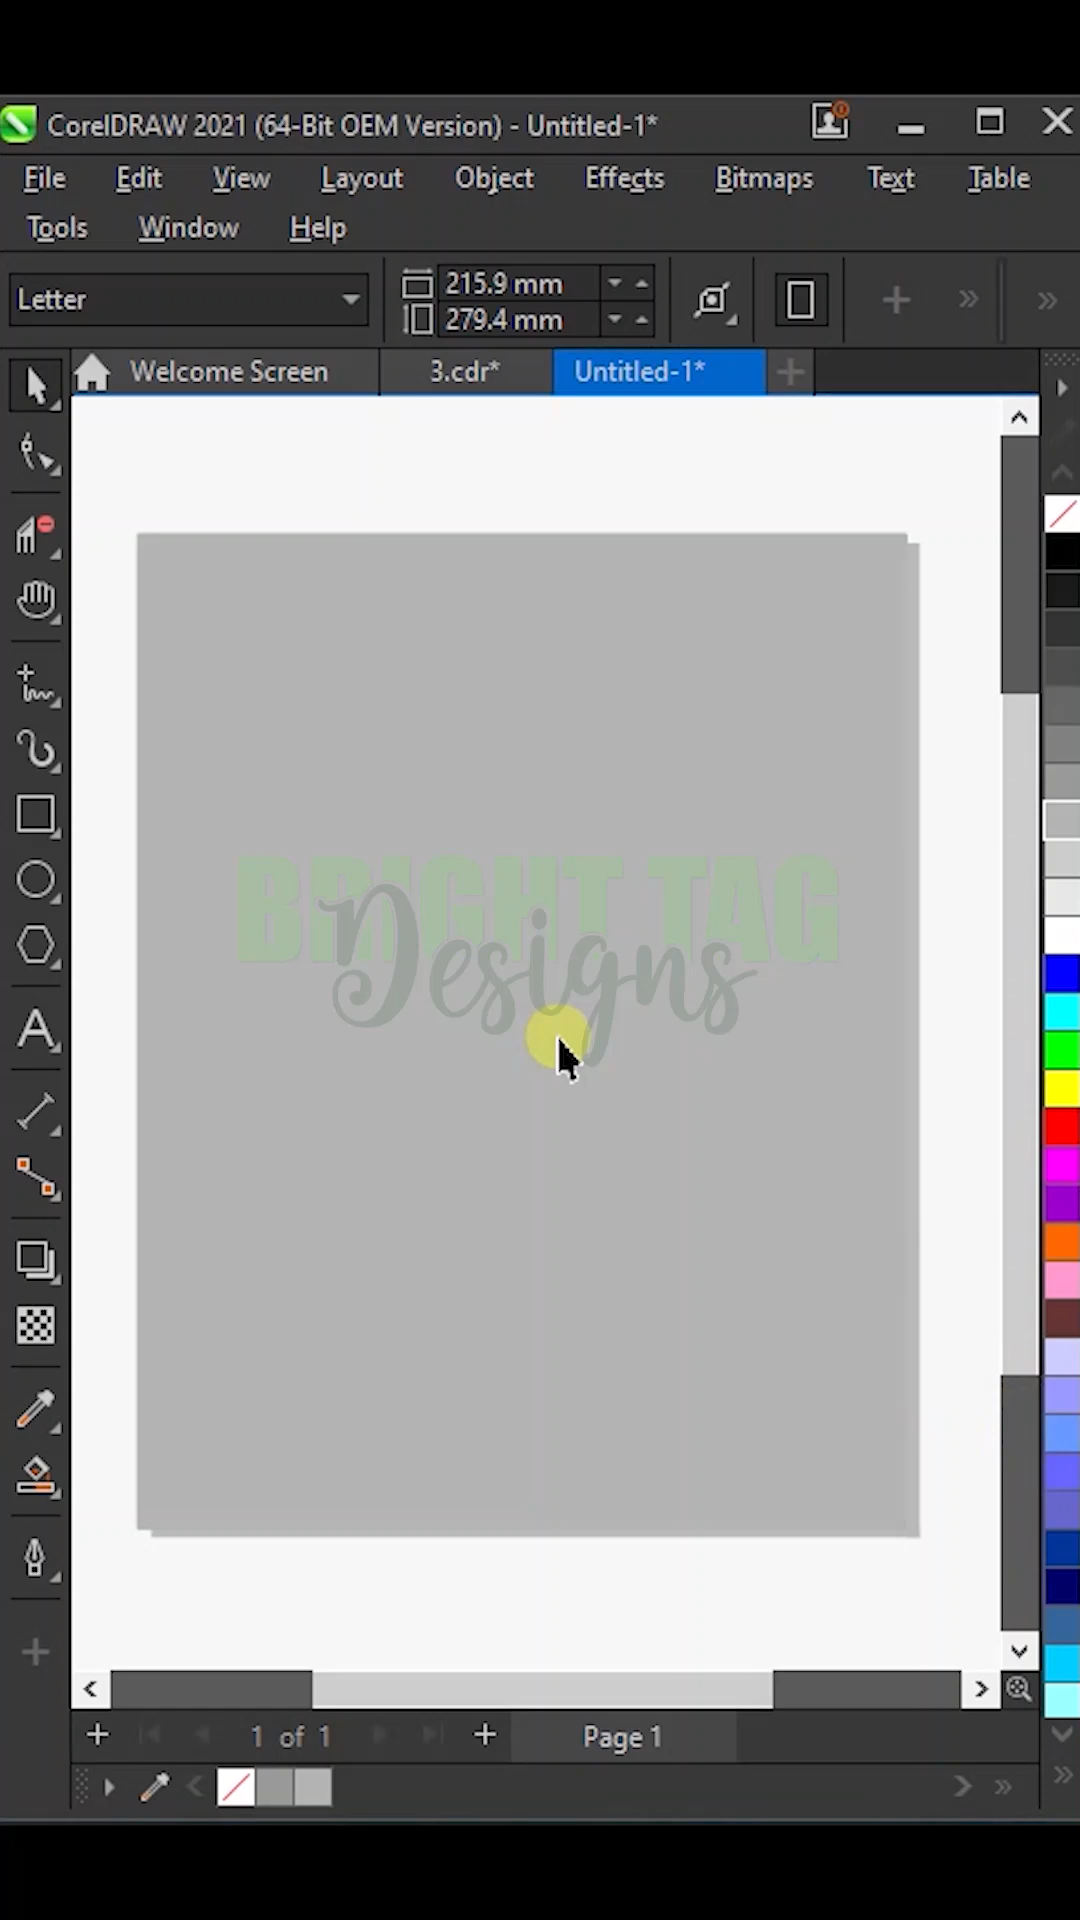 CorelDRAW 2021 (64-Bit OEM Version) - Untitled-1*
File Edit View Layout Object Effects Bitmaps Text Table
Tools Window Help
Letter
215.9 mm
279.4 mm
Welcome Screen 3.cdr* Untitled-1*
BRIGHT TAG
Designs
1 of 1 Page 1